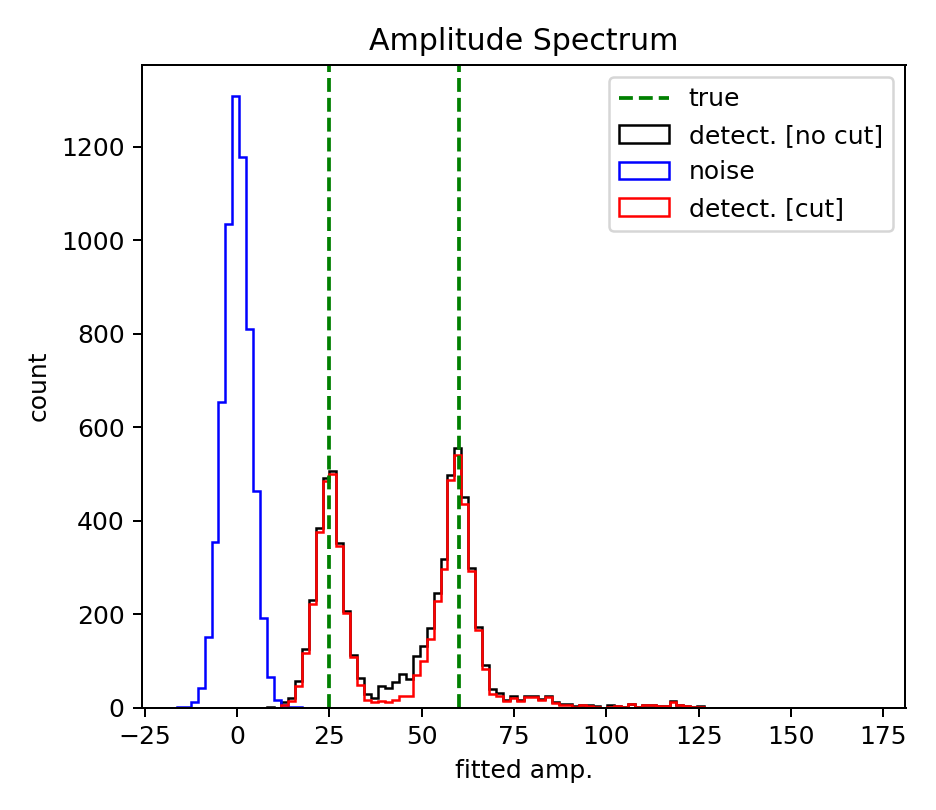 Amplitude Spectrum
true
detect. [no cut]
noise
detect. [cut]
count
1200
1000
800
600
400
200
0
−25 0 25 50 75 100 125 150 175
fitted amp.